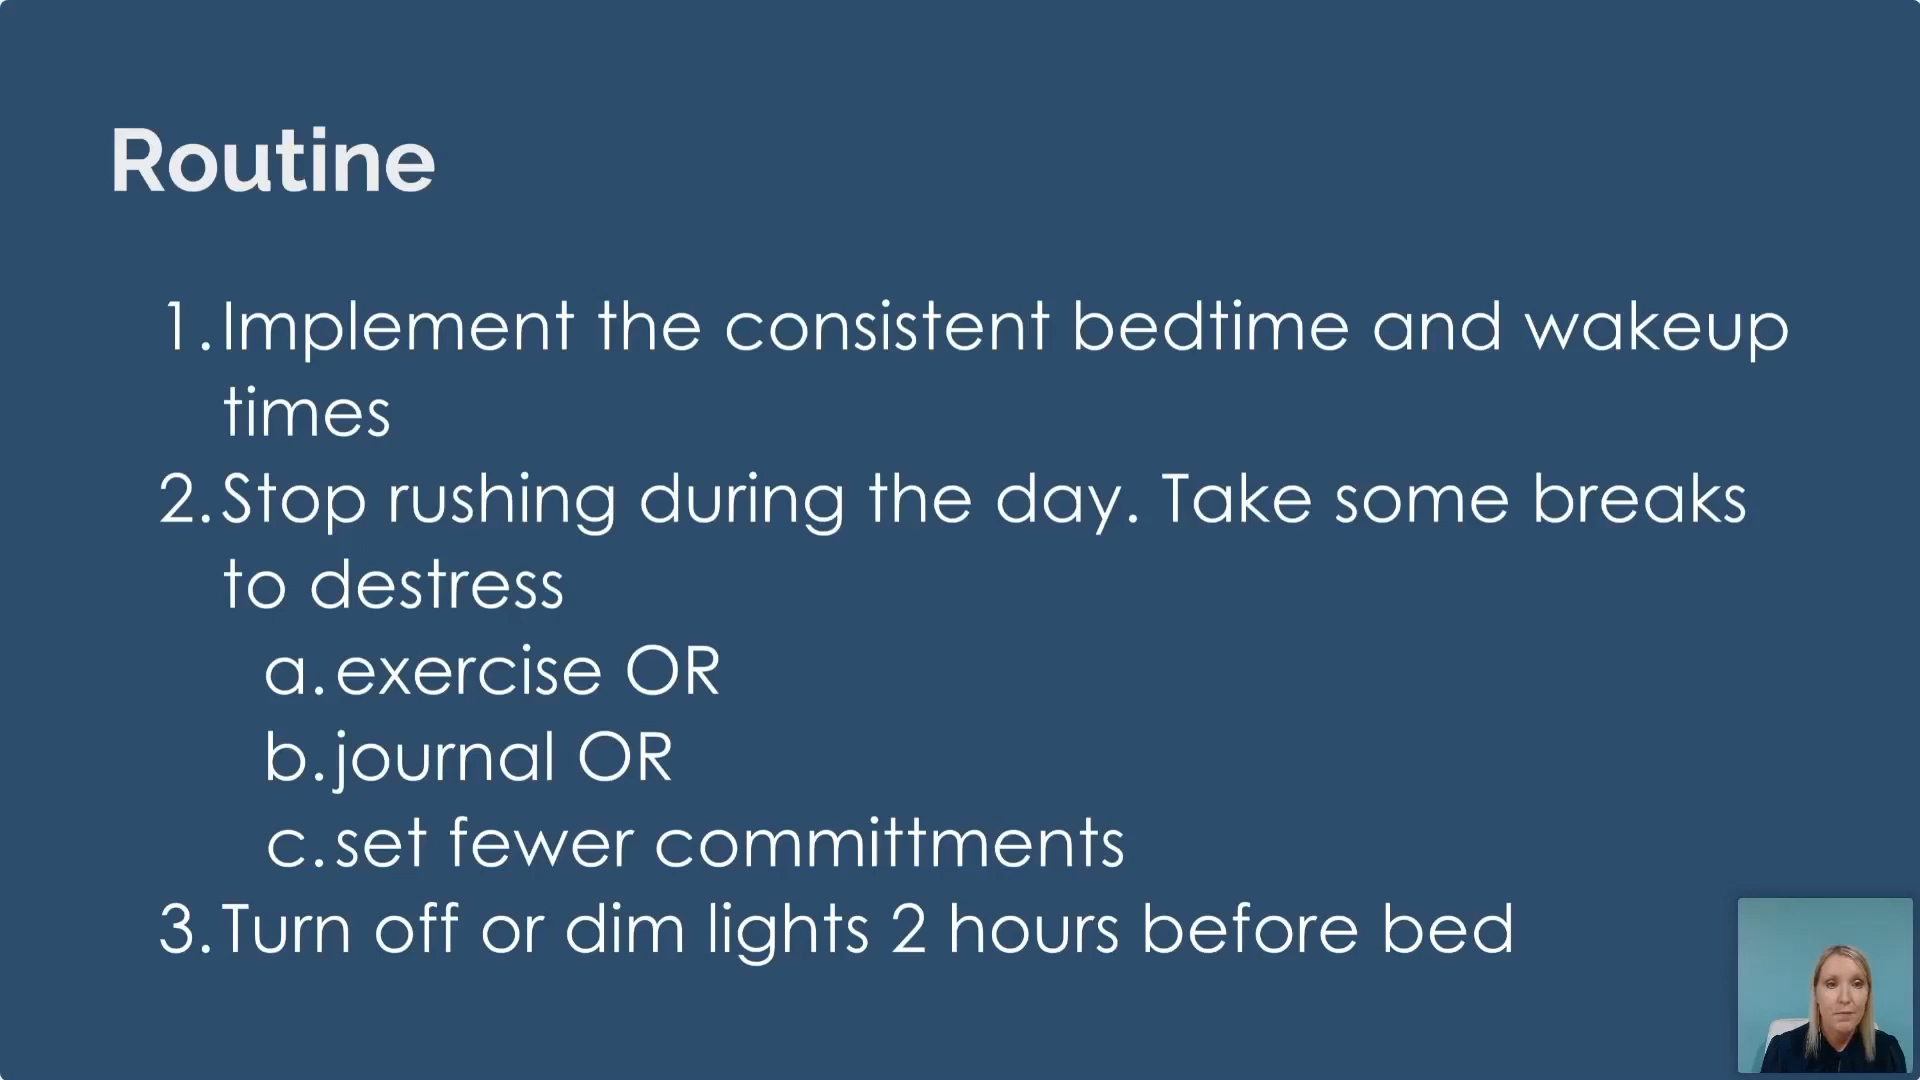 Routine
1. Implement the consistent bedtime and wakeup
times
2. Stop rushing during the day. Take some breaks
to destress
a. exercise OR
b. journal OR
c. set fewer committments
3. Turn off or dim lights 2 hours before bed